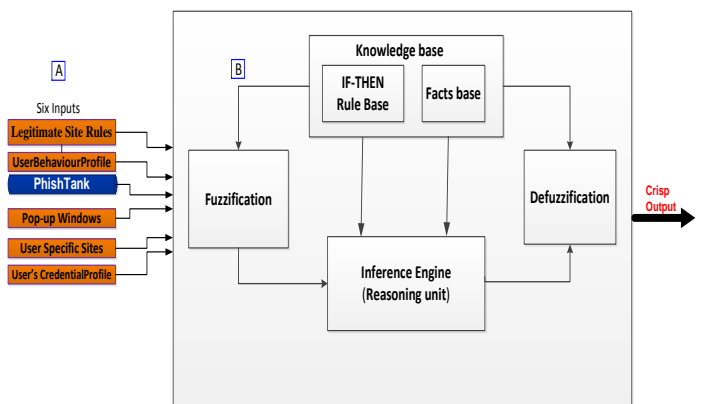 A
Six Inputs
Legitimate Site Rules
UserBehaviourProfile
PhishTank
Pop-up Windows
User Specific Sites
User's CredentialProfile
B
Knowledge base
IF-THEN
Rule Base
Facts base
Fuzzification
Inference Engine
(Reasoning unit)
Defuzzification
Crisp
Output